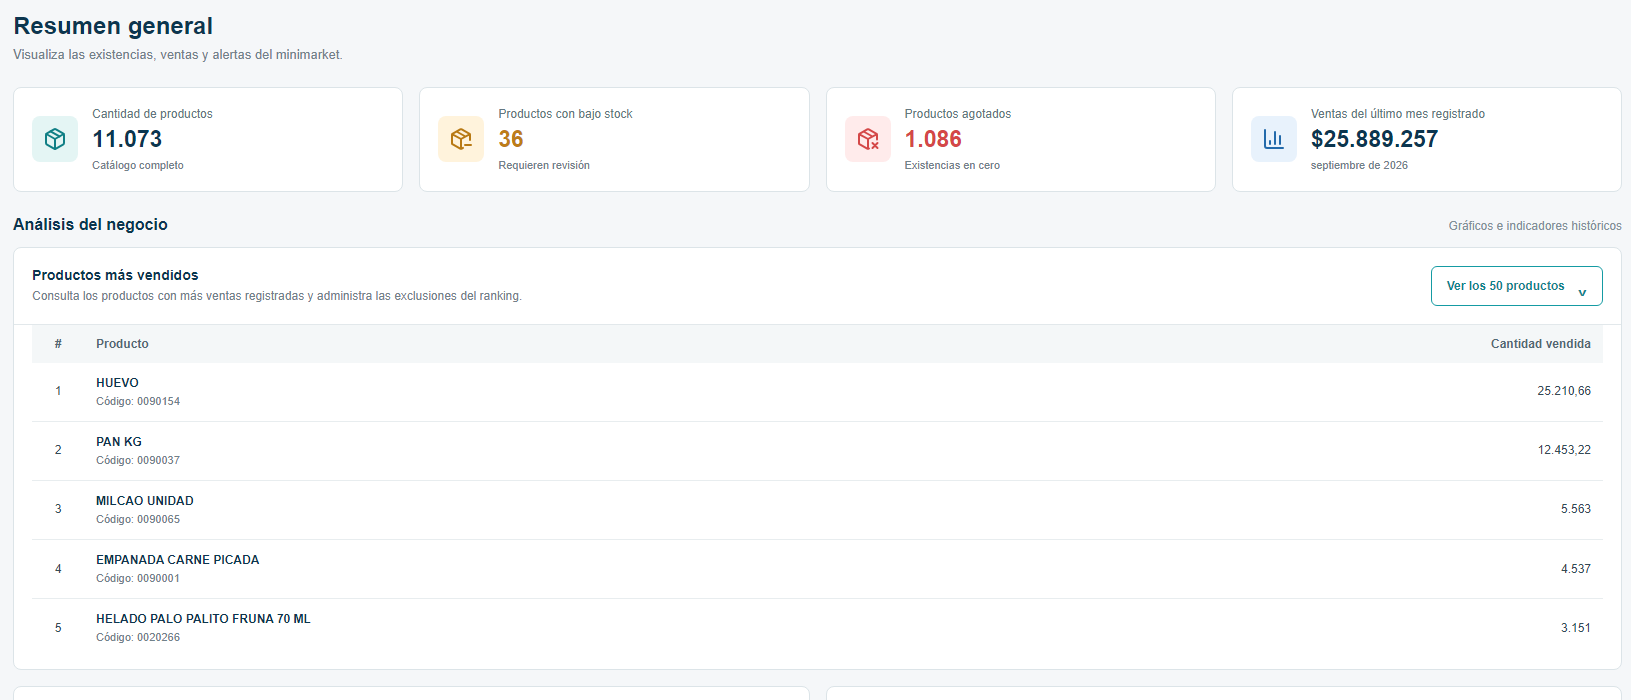 Resumen general
Visualiza las existencias, ventas y alertas del minimarket.
Cantidad de productos
11.073
Catálogo completo
Productos con bajo stock
36
Requieren revisión
Productos agotados
1.086
Existencias en cero
Ventas del último mes registrado
$25.889.257
septiembre de 2026
Análisis del negocio
Gráficos e indicadores históricos
Productos más vendidos
Consulta los productos con más ventas registradas y administra las exclusiones del ranking.
Ver los 50 productos v
# Producto Cantidad vendida
1 HUEVO 25.210,66
Código: 0090154
2 PAN KG 12.453,22
Código: 0090037
3 MILCAO UNIDAD 5.563
Código: 0090065
4 EMPANADA CARNE PICADA 4.537
Código: 0090001
5 HELADO PALO PALITO FRUNA 70 ML 3.151
Código: 0020266